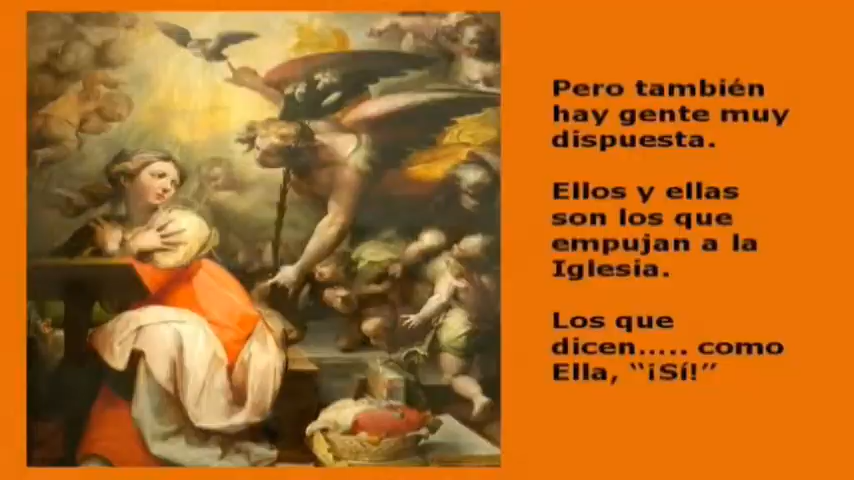 Pero también
hay gente muy
dispuesta.
Ellos y ellas
son los que
empujan a la
Iglesia.
Los que
dicen..... como
Ella, “¡Sí!”